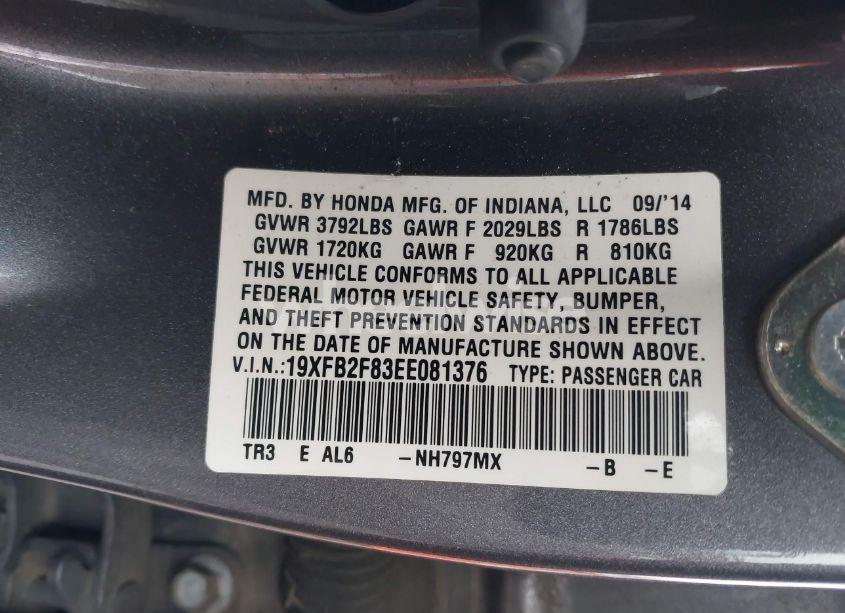 MFD. BY HONDA MFG. OF INDIANA, LLC 09/'14
GVWR 3792LBS GAWR F 2029LBS R 1786LBS
GVWR 1720KG GAWR F 920KG R 810KG
THIS VEHICLE CONFORMS TO ALL APPLICABLE
FEDERAL MOTOR VEHICLE SAFETY, BUMPER,
AND THEFT PREVENTION STANDARDS IN EFFECT
ON THE DATE OF MANUFACTURE SHOWN ABOVE.
V.I.N.:19XFB2F83EE081376 TYPE: PASSENGER CAR
TR3 E AL6 -NH797MX -B -E